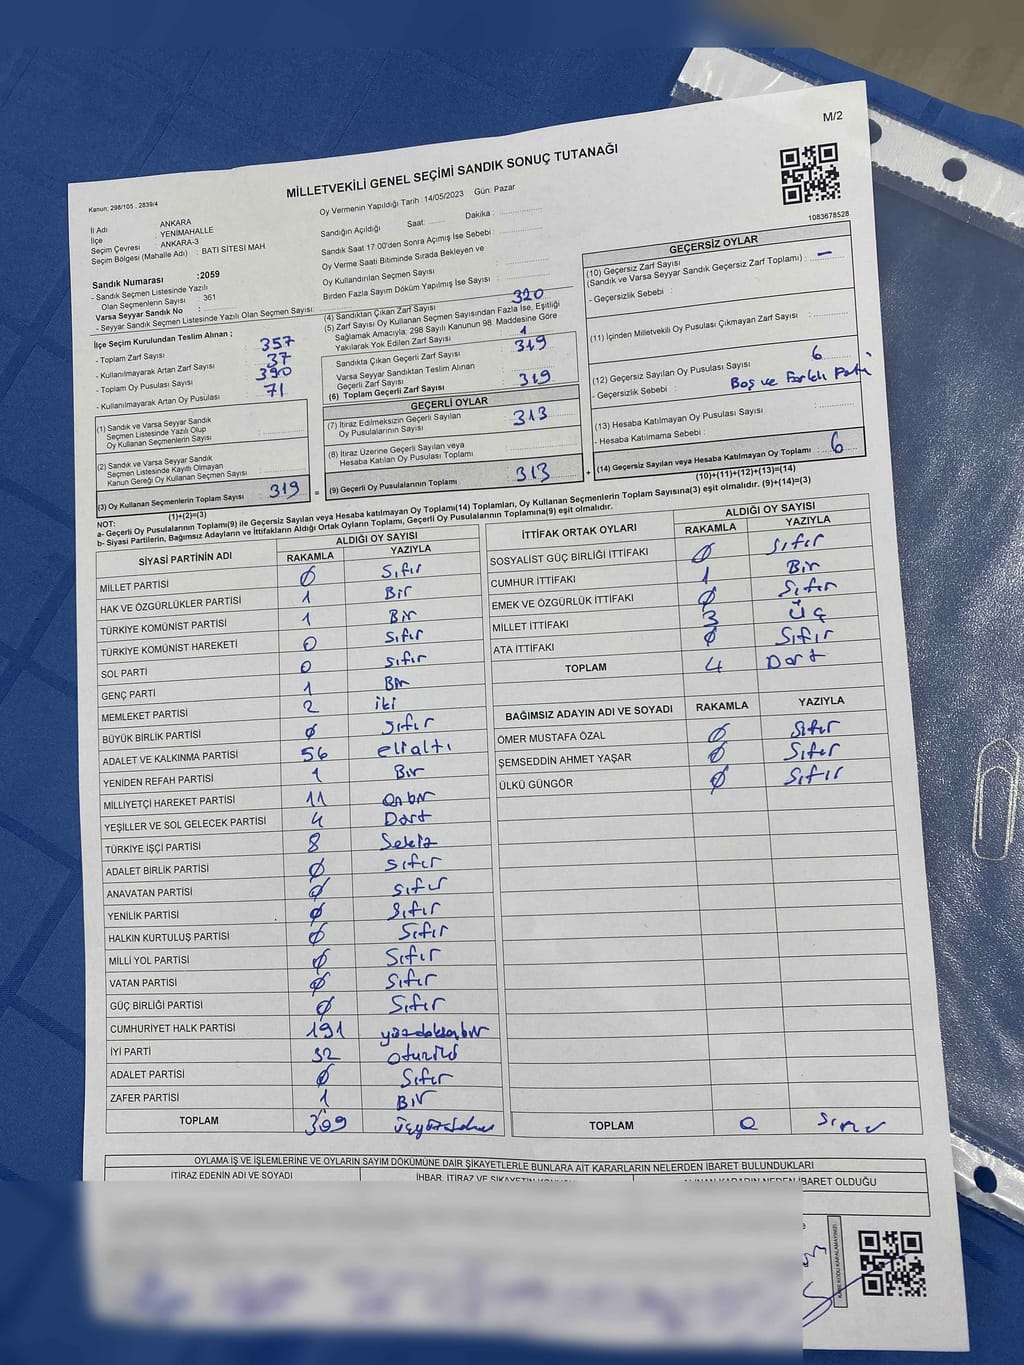 M/2
MİLLETVEKİLİ GENEL SEÇİMİ SANDIK SONUÇ TUTANAĞI
Kanun: 298/105 . 2839/4
Oy Vermenin Yapıldığı Tarih : 14/05/2023 Gün: Pazar
1083678528
İl Adı : ANKARA
İlçe : YENİMAHALLE
Seçim Çevresi : ANKARA-3
Seçim Bölgesi (Mahalle Adı) : BATI SİTESİ MAH
Sandık Numarası :2059
- Sandık Seçmen Listesinde Yazılı
Olan Seçmenlerin Sayısı : 361
Varsa Seyyar Sandık No :
- Seyyar Sandık Seçmen Listesinde Yazılı Olan Seçmen Sayısı:
Sandığın Açıldığı Saat: Dakika :
Sandık Saat 17:00'den Sonra Açmış İse Sebebi :
Oy Verme Saati Bitiminde Sırada Bekleyen ve
Oy Kullandırılan Seçmen Sayısı
Birden Fazla Sayım Döküm Yapılmış İse Sayısı :
İlçe Seçim Kurulundan Teslim Alınan ;
- Toplam Zarf Sayısı : 357
- Kullanılmayarak Artan Zarf Sayısı : 37
- Toplam Oy Pusulası Sayısı : 390
- Kullanılmayarak Artan Oy Pusulası : 71
(1) Sandık ve Varsa Seyyar Sandık
Seçmen Listesinde Yazılı Olup
Oy Kullanan Seçmenlerin Sayısı :
(2) Sandık ve Varsa Seyyar Sandık
Seçmen Listesinde Kayıtlı Olmayan
Kanun Gereği Oy Kullanan Seçmen Sayısı :
(3) Oy Kullanan Seçmenlerin Toplam Sayısı : 319
(1)+(2)=(3)
(4) Sandıktan Çıkan Zarf Sayısı : 320
(5) Zarf Sayısı Oy Kullanan Seçmen Sayısından Fazla İse, Eşitliği
Sağlamak Amacıyla, 298 Sayılı Kanunun 98. Maddesine Göre
Yakılarak Yok Edilen Zarf Sayısı : 1
Sandıkta Çıkan Geçerli Zarf Sayısı : 319
Varsa Seyyar Sandıktan Teslim Alınan
Geçerli Zarf Sayısı :
(6) Toplam Geçerli Zarf Sayısı : 319
GEÇERLİ OYLAR
(7) İtiraz Edilmeksizin Geçerli Sayılan
Oy Pusulalarının Sayısı : 313
(8) İtiraz Üzerine Geçerli Sayılan veya
Hesaba Katılan Oy Pusulası Toplamı :
(9) Geçerli Oy Pusulalarının Toplamı : 313
GEÇERSİZ OYLAR
(10) Geçersiz Zarf Sayısı
(Sandık ve Varsa Seyyar Sandık Geçersiz Zarf Toplamı) : –
- Geçersizlik Sebebi :
(11) İçinden Milletvekili Oy Pusulası Çıkmayan Zarf Sayısı :
(12) Geçersiz Sayılan Oy Pusulası Sayısı : 6
- Geçersizlik Sebebi : Boş ve Farklı Parti
(13) Hesaba Katılmayan Oy Pusulası Sayısı :
- Hesaba Katılmama Sebebi :
(14) Geçersiz Sayılan veya Hesaba Katılmayan Oy Toplamı : 6
(10)+(11)+(12)+(13)=(14)
NOT:
a- Geçerli Oy Pusulalarının Toplamı(9) ile Geçersiz Sayılan veya Hesaba katılmayan Oy Toplamı(14) Toplamları, Oy Kullanan Seçmenlerin Toplam Sayısına(3) eşit olmalıdır. (9)+(14)=(3)
b- Siyasi Partilerin, Bağımsız Adayların ve İttifakların Aldığı Ortak Oyların Toplamı, Geçerli Oy Pusulalarının Toplamına(9) eşit olmalıdır.
SİYASİ PARTİNİN ADI ALDIĞI OY SAYISI
RAKAMLA YAZIYLA
MİLLET PARTİSİ 0 Sıfır
HAK VE ÖZGÜRLÜKLER PARTİSİ 1 Bir
TÜRKİYE KOMÜNİST PARTİSİ 1 Bir
TÜRKİYE KOMÜNİST HAREKETİ 0 Sıfır
SOL PARTİ 0 Sıfır
GENÇ PARTİ 1 Bir
MEMLEKET PARTİSİ 2 iki
BÜYÜK BİRLİK PARTİSİ 0 Sıfır
ADALET VE KALKINMA PARTİSİ 56 elialtı
YENİDEN REFAH PARTİSİ 1 Bir
MİLLİYETÇİ HAREKET PARTİSİ 11 Onbir
YEŞİLLER VE SOL GELECEK PARTİSİ 4 Dört
TÜRKİYE İŞÇİ PARTİSİ 8 Sekiz
ADALET BİRLİK PARTİSİ 0 Sıfır
ANAVATAN PARTİSİ 0 Sıfır
YENİLİK PARTİSİ 0 Sıfır
HALKIN KURTULUŞ PARTİSİ 0 Sıfır
MİLLİ YOL PARTİSİ 0 Sıfır
VATAN PARTİSİ 0 Sıfır
GÜÇ BİRLİĞİ PARTİSİ 0 Sıfır
CUMHURİYET HALK PARTİSİ 191 yüzdoksanbir
İYİ PARTİ 32 otuziki
ADALET PARTİSİ 0 Sıfır
ZAFER PARTİSİ 1 Bir
TOPLAM 309 üçyüzdokuz
İTTİFAK ORTAK OYLARI ALDIĞI OY SAYISI
RAKAMLA YAZIYLA
SOSYALİST GÜÇ BİRLİĞİ İTTİFAKI 0 Sıfır
CUMHUR İTTİFAKI 1 Bir
EMEK VE ÖZGÜRLÜK İTTİFAKI 0 Sıfır
MİLLET İTTİFAKI 3 üç
ATA İTTİFAKI 0 Sıfır
TOPLAM 4 Dört
BAĞIMSIZ ADAYIN ADI VE SOYADI RAKAMLA YAZIYLA
ÖMER MUSTAFA ÖZAL 0 Sıfır
ŞEMSEDDİN AHMET YAŞAR 0 Sıfır
ÜLKÜ GÜNGÖR 0 Sıfır
TOPLAM 0 Sıfır
OYLAMA İŞ VE İŞLEMLERİNE VE OYLARIN SAYIM DÖKÜMÜNE DAİR ŞİKAYETLERLE BUNLARA AİT KARARLARIN NELERDEN İBARET BULUNDUKLARI
İTİRAZ EDENİN ADI VE SOYADI İHBAR, İTİRAZ VE ŞİKAYETİN KONUSU ALINAN KARARIN NEDEN İBARET OLDUĞU